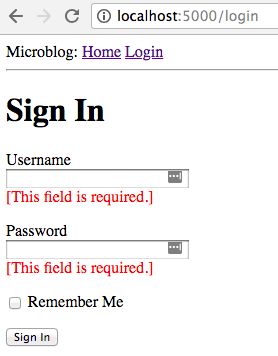 localhost:5000/login
Microblog: Home Login
Sign In
Username
[This field is required.]
Password
[This field is required.]
Remember Me
Sign In